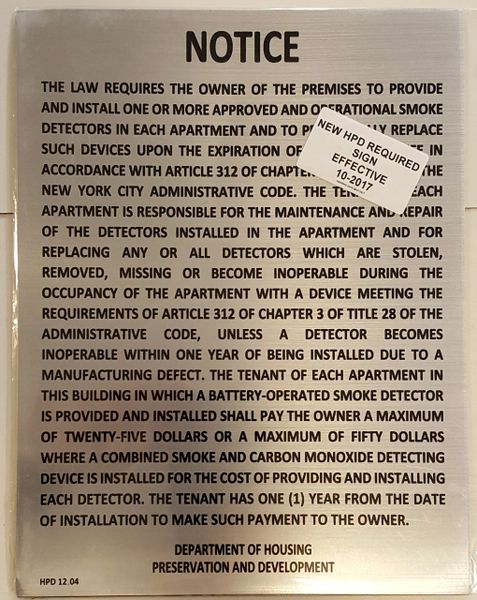 NOTICE
THE LAW REQUIRES THE OWNER OF THE PREMISES TO PROVIDE
AND INSTALL ONE OR MORE APPROVED AND OPERATIONAL SMOKE
DETECTORS IN EACH APARTMENT AND TO REPLACE
SUCH DEVICES UPON THE EXPIRATION OF IN
ACCORDANCE WITH ARTICLE 312 OF CHAPTER THE
NEW YORK CITY ADMINISTRATIVE CODE. THE EACH
APARTMENT IS RESPONSIBLE FOR THE MAINTENANCE AND REPAIR
OF THE DETECTORS INSTALLED IN THE APARTMENT AND FOR
REPLACING ANY OR ALL DETECTORS WHICH ARE STOLEN,
REMOVED, MISSING OR BECOME INOPERABLE DURING THE
OCCUPANCY OF THE APARTMENT WITH A DEVICE MEETING THE
REQUIREMENTS OF ARTICLE 312 OF CHAPTER 3 OF TITLE 28 OF THE
ADMINISTRATIVE CODE, UNLESS A DETECTOR BECOMES
INOPERABLE WITHIN ONE YEAR OF BEING INSTALLED DUE TO A
MANUFACTURING DEFECT. THE TENANT OF EACH APARTMENT IN
THIS BUILDING IN WHICH A BATTERY-OPERATED SMOKE DETECTOR
IS PROVIDED AND INSTALLED SHALL PAY THE OWNER A MAXIMUM
OF TWENTY-FIVE DOLLARS OR A MAXIMUM OF FIFTY DOLLARS
WHERE A COMBINED SMOKE AND CARBON MONOXIDE DETECTING
DEVICE IS INSTALLED FOR THE COST OF PROVIDING AND INSTALLING
EACH DETECTOR. THE TENANT HAS ONE (1) YEAR FROM THE DATE
OF INSTALLATION TO MAKE SUCH PAYMENT TO THE OWNER.
DEPARTMENT OF HOUSING
PRESERVATION AND DEVELOPMENT
HPD 12.04
NEW HPD REQUIRED
SIGN
EFFECTIVE
10-2017